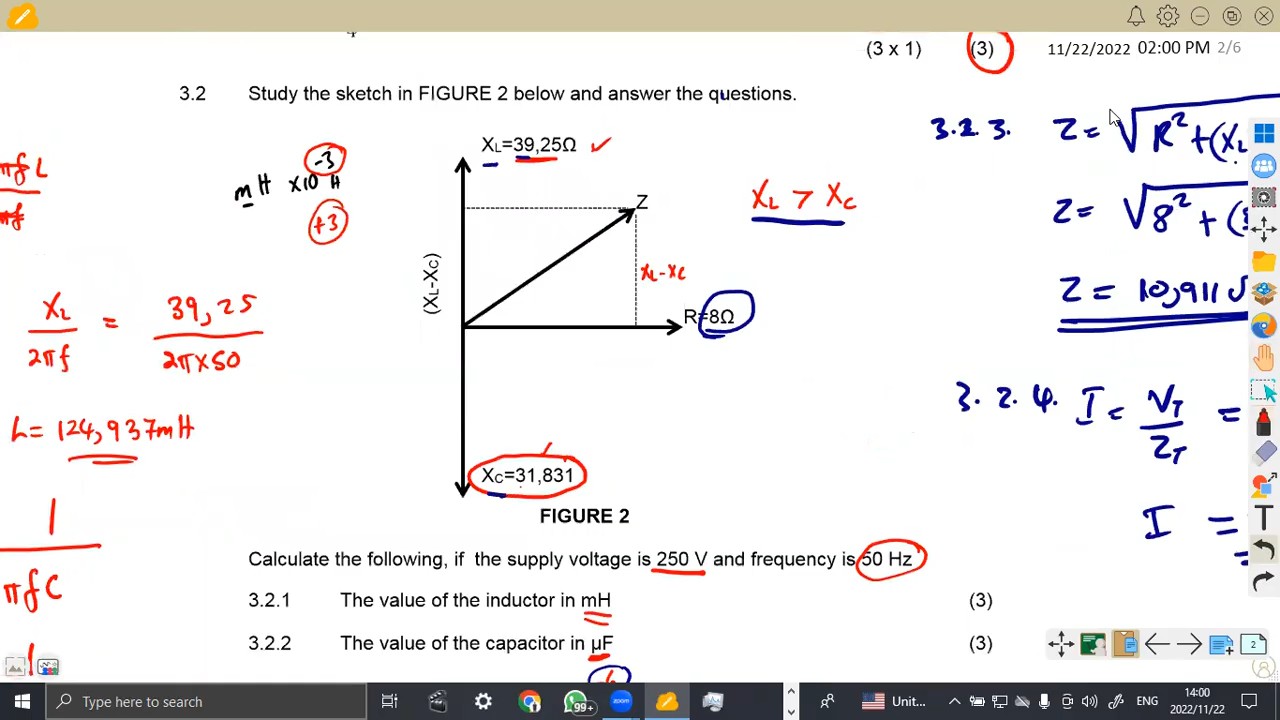 (3 x 1) (3) 11/22/2022 02:00 PM 2/6
3.2 Study the sketch in FIGURE 2 below and answer the questions.
XL=39,25Ω ✓
mH x10 -3 H
+3
Z
XL > XC
(XL-XC)
XL-XC
R=8Ω
XL/2πf = 39,25/2πx50
L= 124,937mH
1
πfC
XC=31,831
FIGURE 2
Calculate the following, if the supply voltage is 250 V and frequency is 50 Hz
3.2.1 The value of the inductor in mH (3)
3.2.2 The value of the capacitor in µF (3)
3.2.3. Z= √R²+(XL
Z= √8² + (
Z = 10,911
3.2.4. I = VT/ZT =
I =
Type here to search
99+
zoom
Unit...
ENG
14:00
2022/11/22
2
T